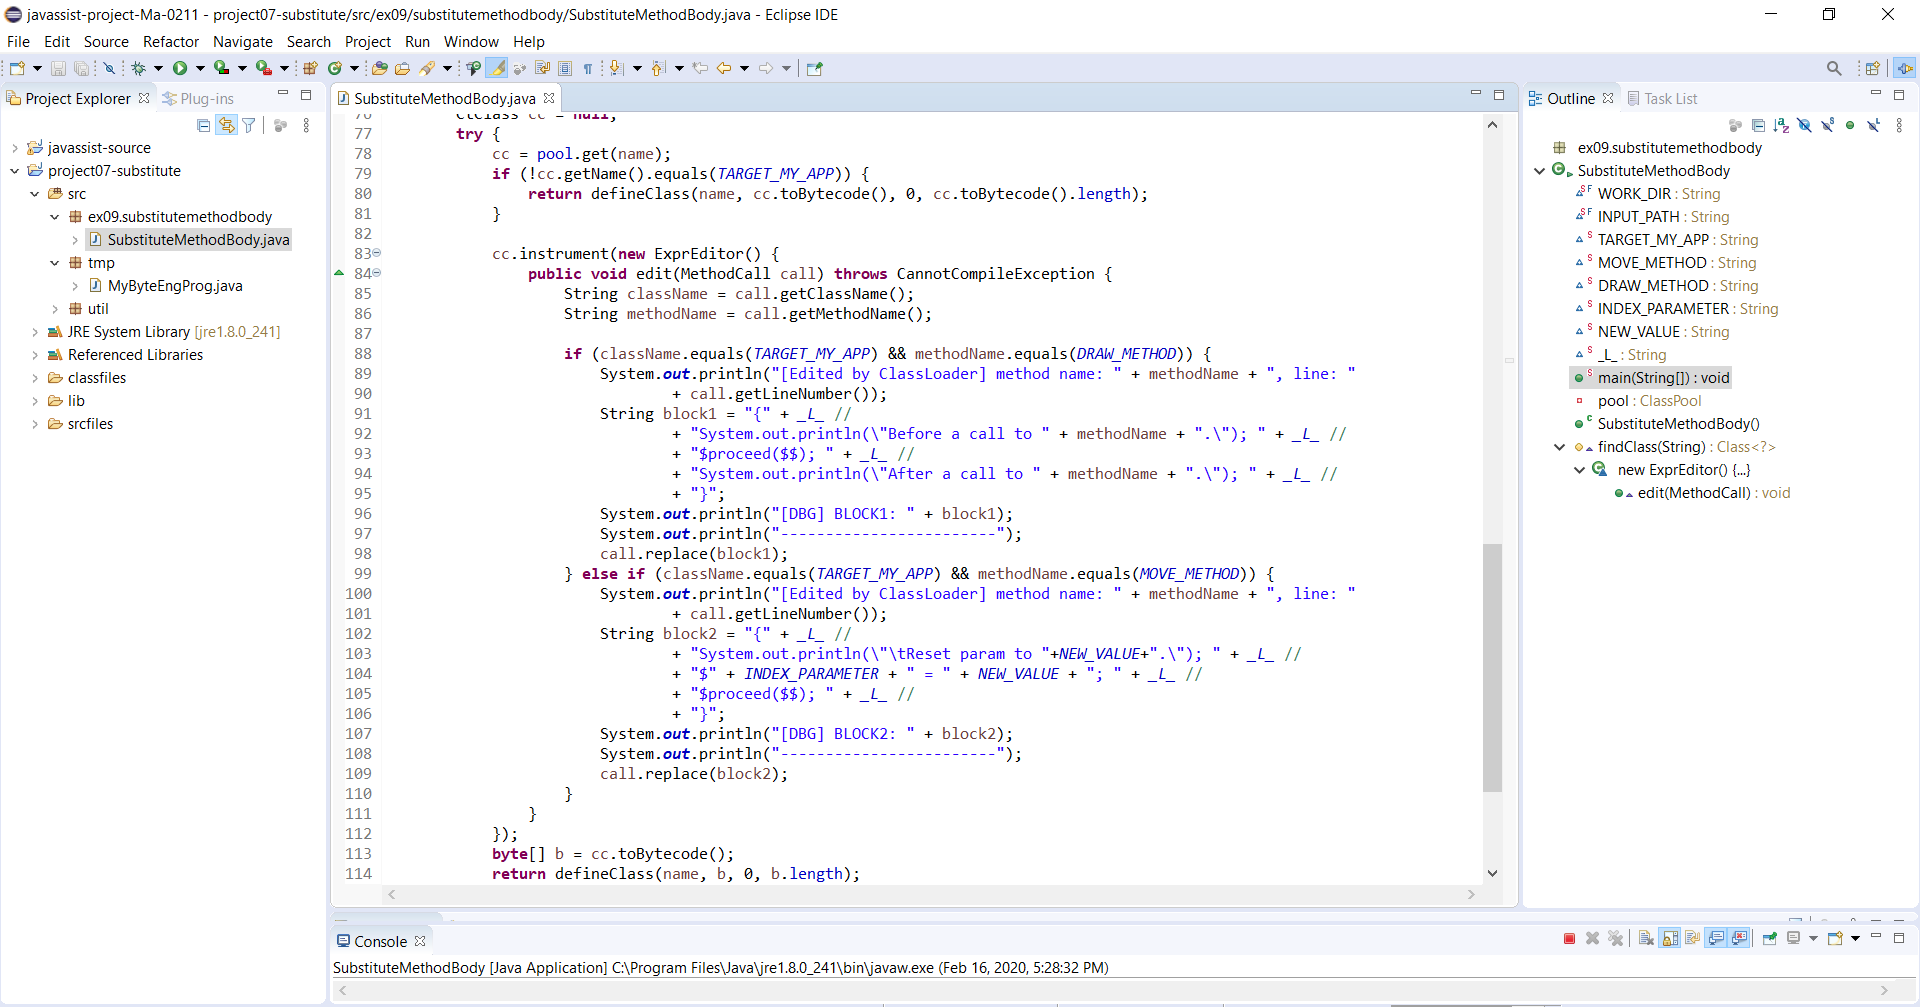 javassist-project-Ma-0211 - project07-substitute/src/ex09/substitutemethodbody/SubstituteMethodBody.java - Eclipse IDE
File Edit Source Refactor Navigate Search Project Run Window Help
Project Explorer
Plug-ins
javassist-source
project07-substitute
src
ex09.substitutemethodbody
SubstituteMethodBody.java
tmp
MyByteEngProg.java
util
JRE System Library [jre1.8.0_241]
Referenced Libraries
classfiles
lib
srcfiles
SubstituteMethodBody.java
76 CtClass cc = null;
77 try {
78 cc = pool.get(name);
79 if (!cc.getName().equals(TARGET_MY_APP)) {
80 return defineClass(name, cc.toBytecode(), 0, cc.toBytecode().length);
81 }
82
83 cc.instrument(new ExprEditor() {
84 public void edit(MethodCall call) throws CannotCompileException {
85 String className = call.getClassName();
86 String methodName = call.getMethodName();
87
88 if (className.equals(TARGET_MY_APP) && methodName.equals(DRAW_METHOD)) {
89 System.out.println("[Edited by ClassLoader] method name: " + methodName + ", line: "
90 + call.getLineNumber());
91 String block1 = "{" + _L_ //
92 + "System.out.println(\"Before a call to " + methodName + ".\"); " + _L_ //
93 + "$proceed($$); " + _L_ //
94 + "System.out.println(\"After a call to " + methodName + ".\"); " + _L_ //
95 + "}";
96 System.out.println("[DBG] BLOCK1: " + block1);
97 System.out.println("------------------------");
98 call.replace(block1);
99 } else if (className.equals(TARGET_MY_APP) && methodName.equals(MOVE_METHOD)) {
100 System.out.println("[Edited by ClassLoader] method name: " + methodName + ", line: "
101 + call.getLineNumber());
102 String block2 = "{" + _L_ //
103 + "System.out.println(\"\tReset param to "+NEW_VALUE+".\"); " + _L_ //
104 + "$" + INDEX_PARAMETER + " = " + NEW_VALUE + "; " + _L_ //
105 + "$proceed($$); " + _L_ //
106 + "}";
107 System.out.println("[DBG] BLOCK2: " + block2);
108 System.out.println("------------------------");
109 call.replace(block2);
110 }
111 }
112 });
113 byte[] b = cc.toBytecode();
114 return defineClass(name, b, 0, b.length);
Outline
Task List
ex09.substitutemethodbody
SubstituteMethodBody
WORK_DIR : String
INPUT_PATH : String
TARGET_MY_APP : String
MOVE_METHOD : String
DRAW_METHOD : String
INDEX_PARAMETER : String
NEW_VALUE : String
_L_ : String
main(String[]) : void
pool : ClassPool
SubstituteMethodBody()
findClass(String) : Class<?>
new ExprEditor() {...}
edit(MethodCall) : void
Console
SubstituteMethodBody [Java Application] C:\Program Files\Java\jre1.8.0_241\bin\javaw.exe (Feb 16, 2020, 5:28:32 PM)